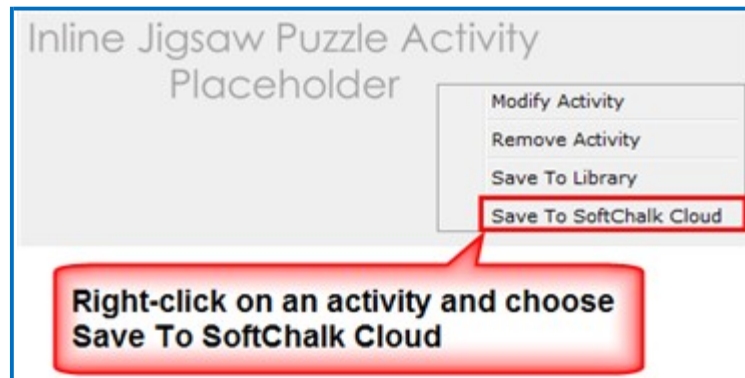 Inline Jigsaw Puzzle Activity
Placeholder
Modify Activity
Remove Activity
Save To Library
Save To SoftChalk Cloud
Right-click on an activity and choose
Save To SoftChalk Cloud